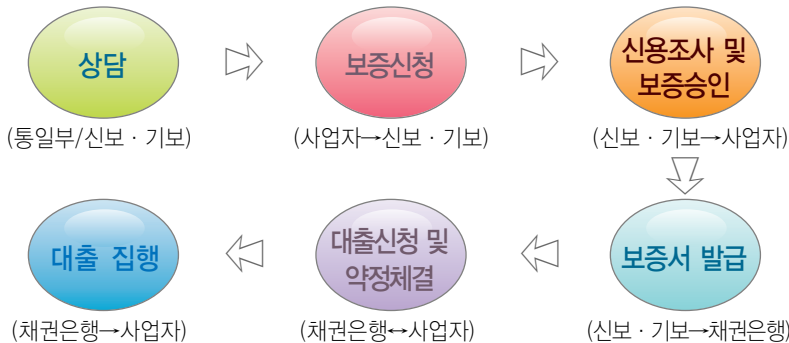 상담
(통일부/신보 · 기보)
보증신청
(사업자→신보 · 기보)
신용조사 및
보증승인
(신보 · 기보→사업자)
보증서 발급
(신보 · 기보→채권은행)
대출신청 및
약정체결
(채권은행↔사업자)
대출 집행
(채권은행→사업자)